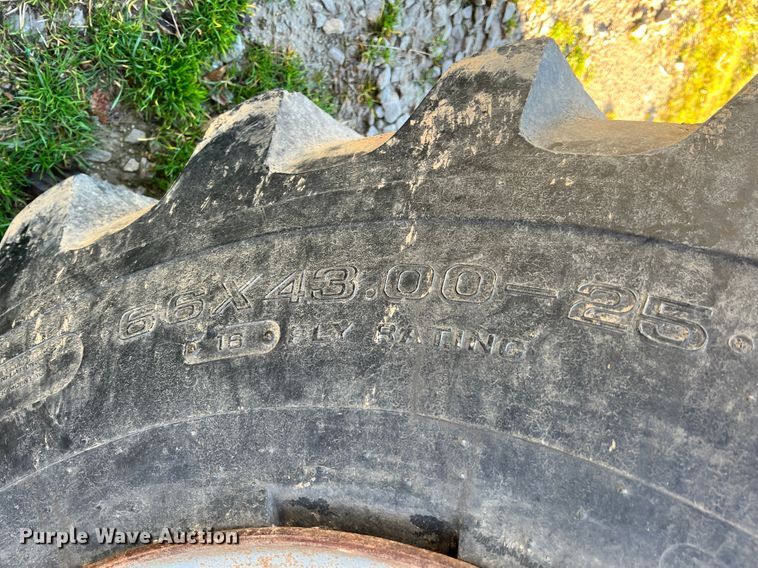 66X43.00-25.
16 PLY RATING
Purple Wave Auction®